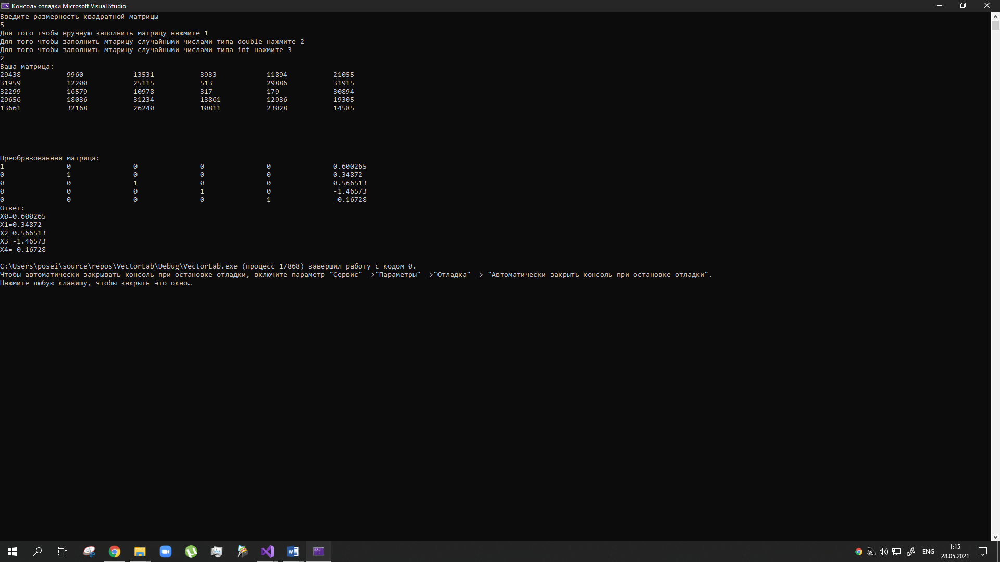 Консоль отладки Microsoft Visual Studio
Введите размерность квадратной матрицы
5
Для того тчобы вручную заполнить матрицу нажмите 1
Для того чтобы заполнить мтарицу случайными числами типа double нажмите 2
Для того чтобы заполнить мтарицу случайными числами типа int нажмите 3
2
Ваша матрица:
29438 9960 13531 3933 11894 21055
31959 12200 25115 513 29886 31915
32299 16579 10978 317 179 30894
29656 18036 31234 13861 12936 19305
13661 32168 26240 10811 23028 14585
Преобразованная матрица:
1 0 0 0 0 0.600265
0 1 0 0 0 0.34872
0 0 1 0 0 0.566513
0 0 0 1 0 -1.46573
0 0 0 0 1 -0.16728
Ответ:
X0=0.600265
X1=0.34872
X2=0.566513
X3=-1.46573
X4=-0.16728
C:\Users\posei\source\repos\VectorLab\Debug\VectorLab.exe (процесс 17868) завершил работу с кодом 0.
Чтобы автоматически закрывать консоль при остановке отладки, включите параметр "Сервис" ->"Параметры" ->"Отладка" -> "Автоматически закрыть консоль при остановке отладки".
Нажмите любую клавишу, чтобы закрыть это окно…
ENG
1:15
28.05.2021